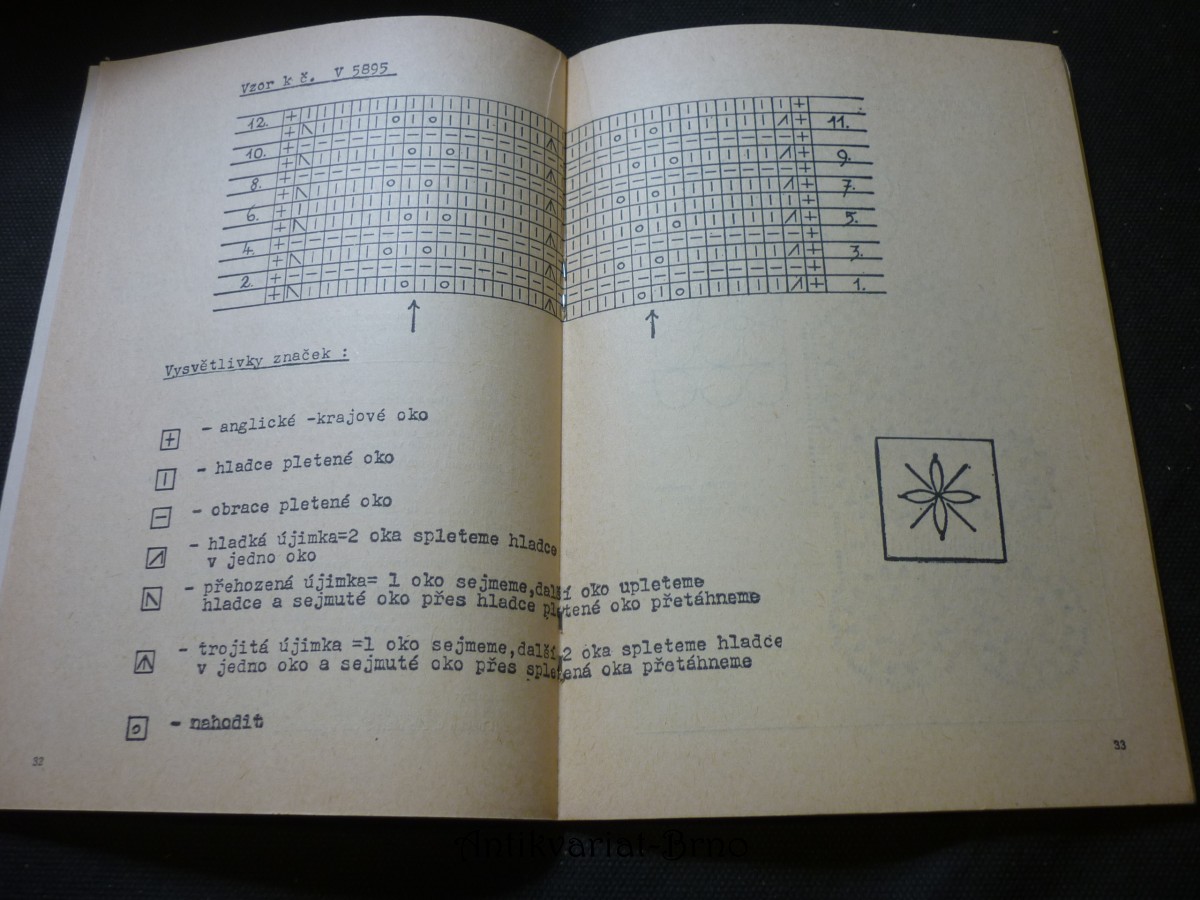 Vzor k č. V 5895
12. 11.
10. 9.
8. 7.
6. 5.
4. 3.
2. 1.
Vysvětlivky značek :
- anglické -krajové oko
- hladce pletené oko
- obrace pletené oko
- hladká újimka=2 oka spleteme hladce
v jedno oko
- přehozená újimka= 1 oko sejmeme,další oko upleteme
hladce a sejmuté oko přes hladce pletené oko přetáhneme
- trojitá újimka =1 oko sejmeme,další 2 oka spleteme hladce
v jedno oko a sejmuté oko přes spletená oka přetáhneme
- nahodit
32
33
Antikvariat-Brno